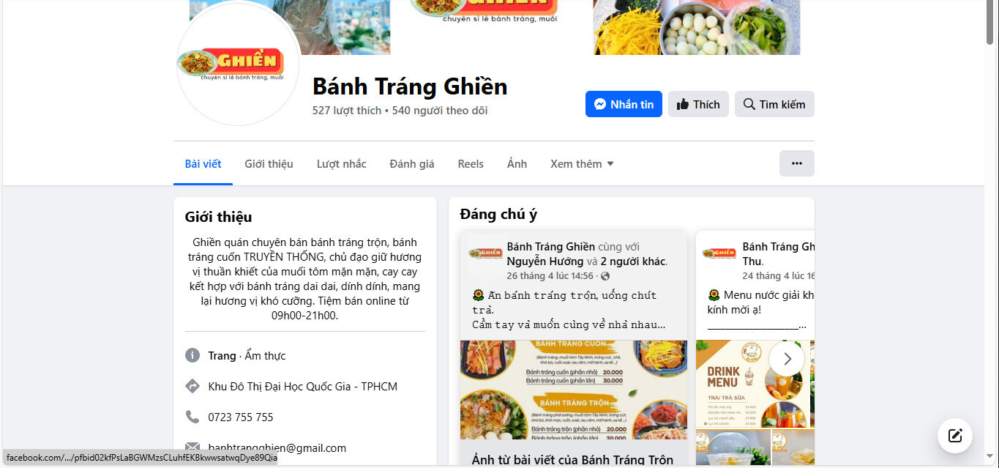 GHIỀN
chuyên sỉ lẻ bánh tráng, muối
chuyên sỉ lẻ bánh tráng, muối
Bánh Tráng Ghiền
527 lượt thích • 540 người theo dõi
Nhắn tin
Thích
Tìm kiếm
Bài viết
Giới thiệu
Lượt nhắc
Đánh giá
Reels
Ảnh
Xem thêm
Giới thiệu
Ghiền quán chuyên bán bánh tráng trộn, bánh
tráng cuốn TRUYỀN THỐNG, chủ đạo giữ hương
vị thuần khiết của muối tôm mặn mặn, cay cay
kết hợp với bánh tráng dai dai, dính dính, mang
lại hương vị khó cưỡng. Tiệm bán online từ
09h00-21h00.
Trang · Ẩm thực
Khu Đô Thị Đại Học Quốc Gia - TPHCM
0723 755 755
banhtrangghien@gmail.com
Đáng chú ý
GHIỀN
Bánh Tráng Ghiền cùng với
Nguyễn Hướng và 2 người khác.
26 tháng 4 lúc 14:56 ·
Ăn bánh tráng trộn, uống chút
trà.
Cầm tay và muốn cùng về nhà nhau...
BÁNH TRÁNG CUỐN
Bánh tráng cuốn (phần nhỏ) 20.000
Bánh tráng cuốn (phần lớn) 30.000
BÁNH TRÁNG TRỘN
Bánh tráng trộn (phần nhỏ) 20.000
Bánh tráng trộn (phần lớn) 30.000
Ảnh từ bài viết của Bánh Tráng Trộn
GHIỀN
Bánh Tráng Gh
Thu.
24 tháng 4 lúc 16
Menu nước giải kh
kính mời ạ!
____________________...
DRINK
MENU
TRÀ/ TRÀ SỮA
facebook.com/.../pfbid02kfPsLaBGWMzsCLuhfEKBkwwsatwqDye89Qia